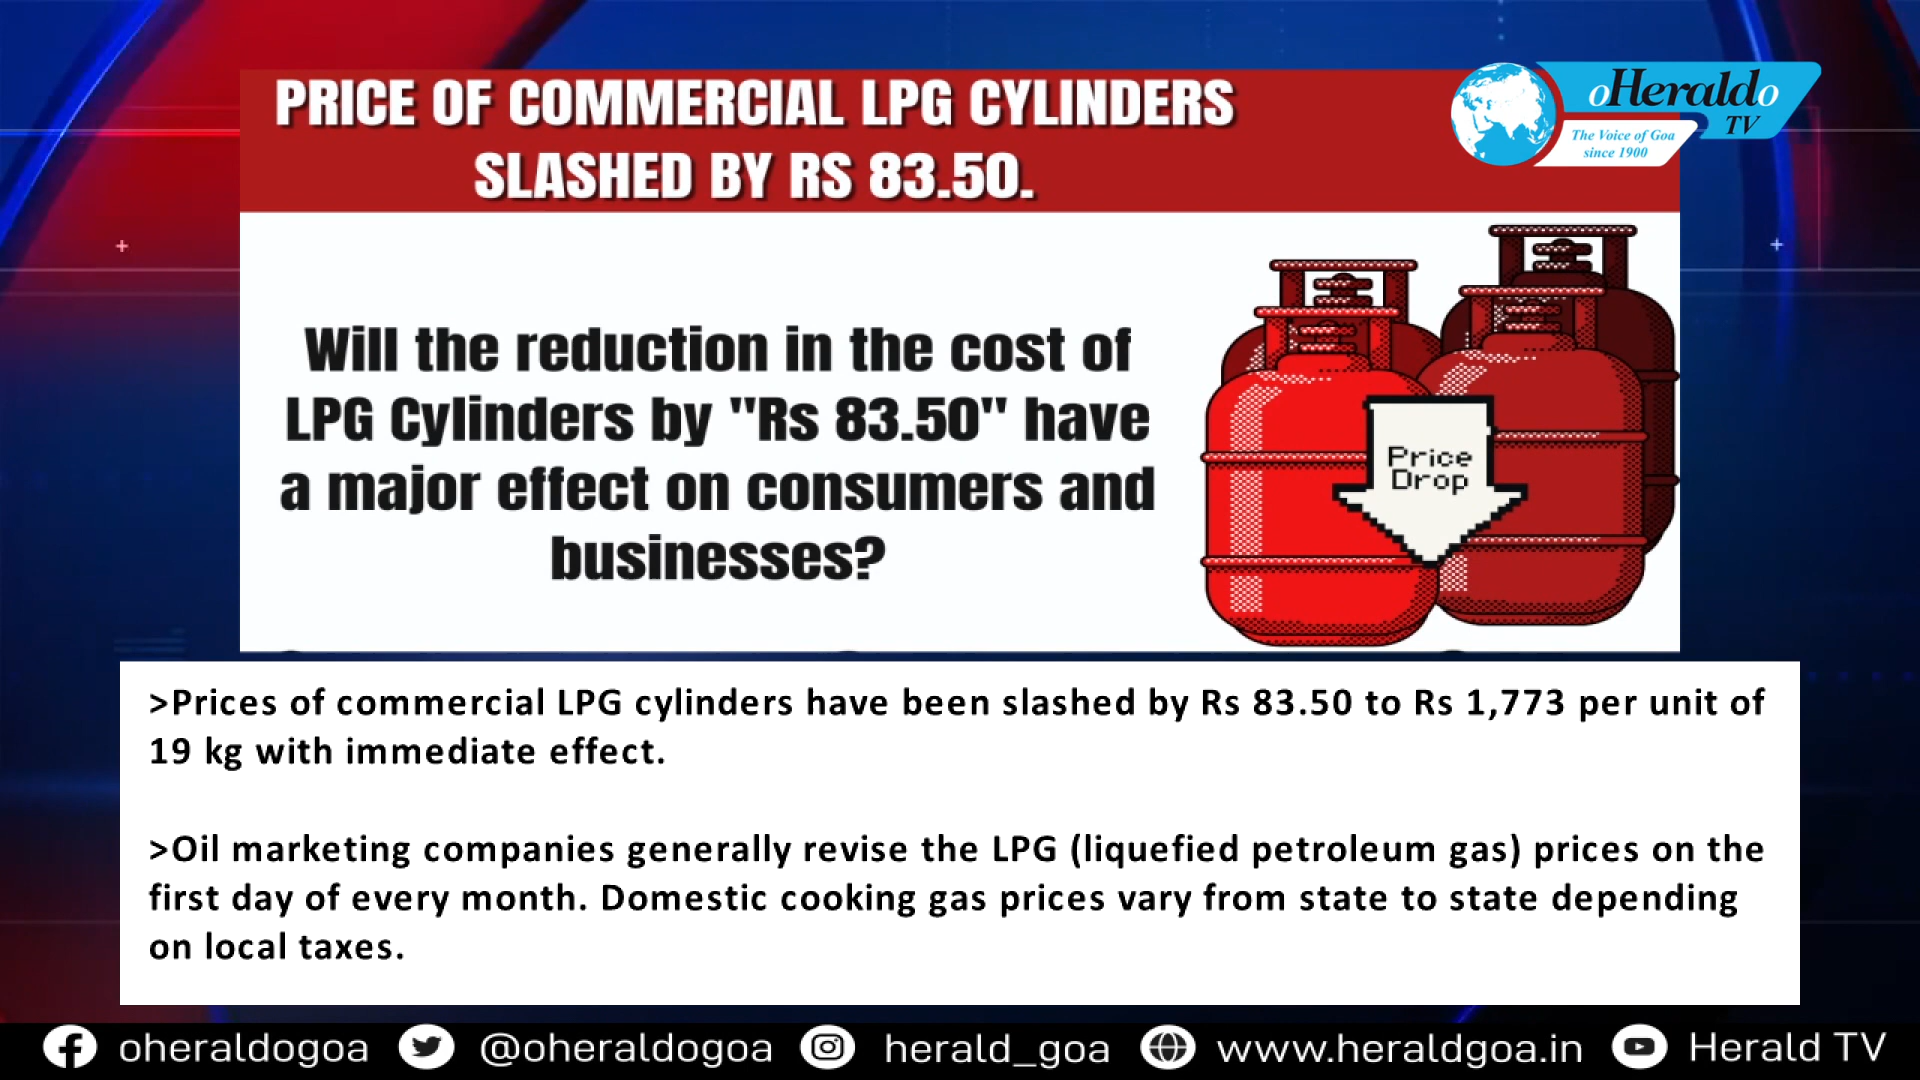 PRICE OF COMMERCIAL LPG CYLINDERS
SLASHED BY RS 83.50.
oHeraldo
TV
The Voice of Goa
since 1900
Will the reduction in the cost of
LPG Cylinders by "Rs 83.50" have
a major effect on consumers and
businesses?
Price
Drop
>Prices of commercial LPG cylinders have been slashed by Rs 83.50 to Rs 1,773 per unit of
19 kg with immediate effect.
>Oil marketing companies generally revise the LPG (liquefied petroleum gas) prices on the
first day of every month. Domestic cooking gas prices vary from state to state depending
on local taxes.
oheraldogoa @oheraldogoa herald_goa www.heraldgoa.in Herald TV